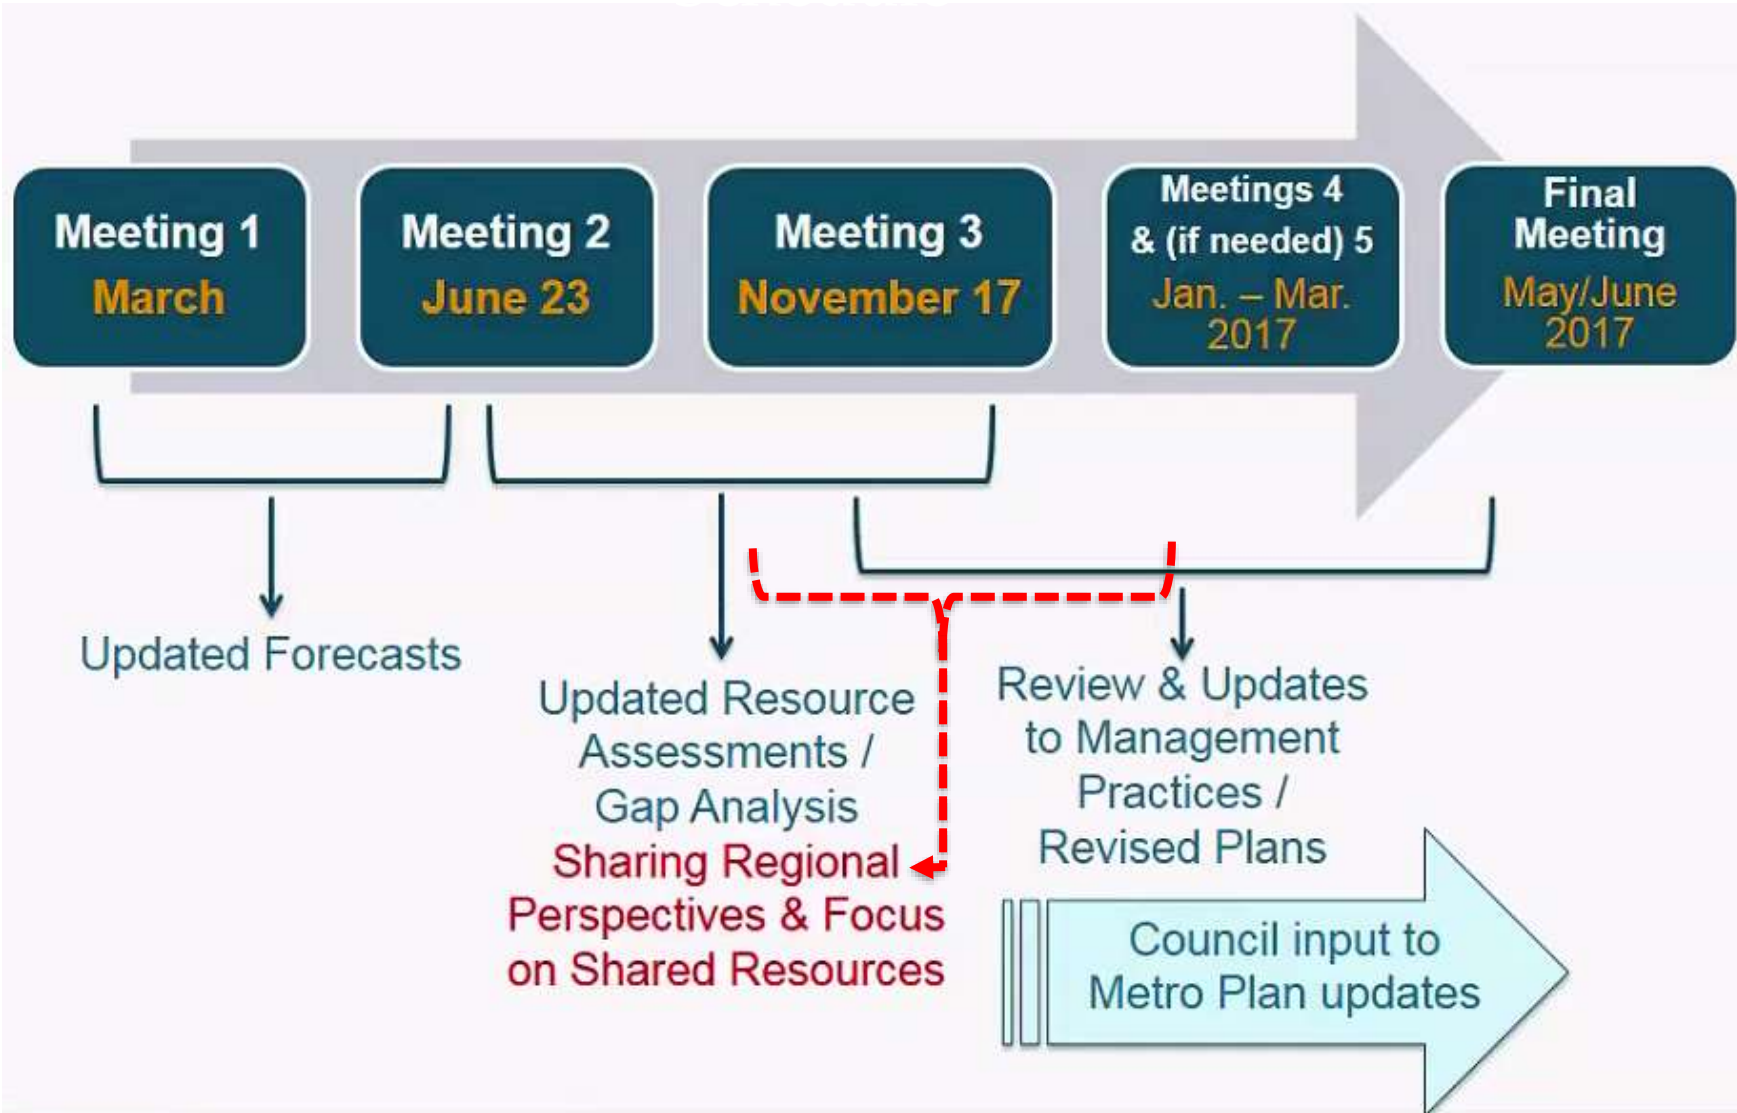 Meeting 1
March
Meeting 2
June 23
Meeting 3
November 17
Meetings 4
& (if needed) 5
Jan. – Mar.
2017
Final
Meeting
May/June
2017
Updated Forecasts
Updated Resource
Assessments /
Gap Analysis
Sharing Regional
Perspectives & Focus
on Shared Resources
Review & Updates
to Management
Practices /
Revised Plans
Council input to
Metro Plan updates